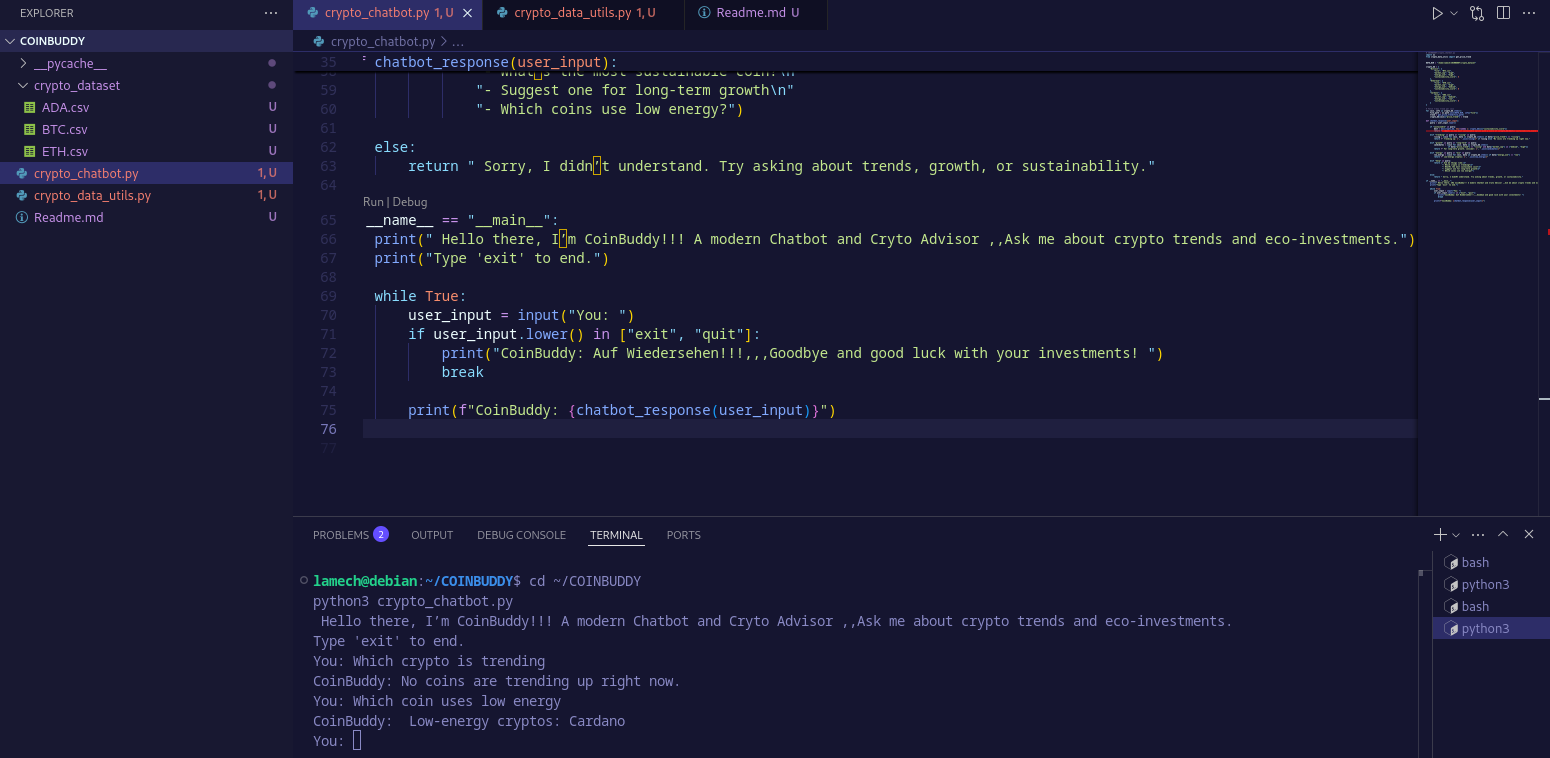 EXPLORER
COINBUDDY
__pycache__
crypto_dataset
ADA.csv U
BTC.csv U
ETH.csv U
crypto_chatbot.py 1, U
crypto_data_utils.py 1, U
Readme.md U
crypto_chatbot.py 1, U
crypto_data_utils.py 1, U
Readme.md U
crypto_chatbot.py > ...
35 chatbot_response(user_input):
59 "- Suggest one for long-term growth\n"
60 "- Which coins use low energy?")
61
62 else:
63 return " Sorry, I didn’t understand. Try asking about trends, growth, or sustainability."
64
Run | Debug
65 __name__ == "__main__":
66 print(" Hello there, I’m CoinBuddy!!! A modern Chatbot and Cryto Advisor ,,Ask me about crypto trends and eco-investments.")
67 print("Type 'exit' to end.")
68
69 while True:
70 user_input = input("You: ")
71 if user_input.lower() in ["exit", "quit"]:
72 print("CoinBuddy: Auf Wiedersehen!!!,,,Goodbye and good luck with your investments! ")
73 break
74
75 print(f"CoinBuddy: {chatbot_response(user_input)}")
76
77
PROBLEMS 2 OUTPUT DEBUG CONSOLE TERMINAL PORTS
lamech@debian:~/COINBUDDY$ cd ~/COINBUDDY
python3 crypto_chatbot.py
Hello there, I’m CoinBuddy!!! A modern Chatbot and Cryto Advisor ,,Ask me about crypto trends and eco-investments.
Type 'exit' to end.
You: Which crypto is trending
CoinBuddy: No coins are trending up right now.
You: Which coin uses low energy
CoinBuddy:  Low-energy cryptos: Cardano
You:
bash
python3
bash
python3